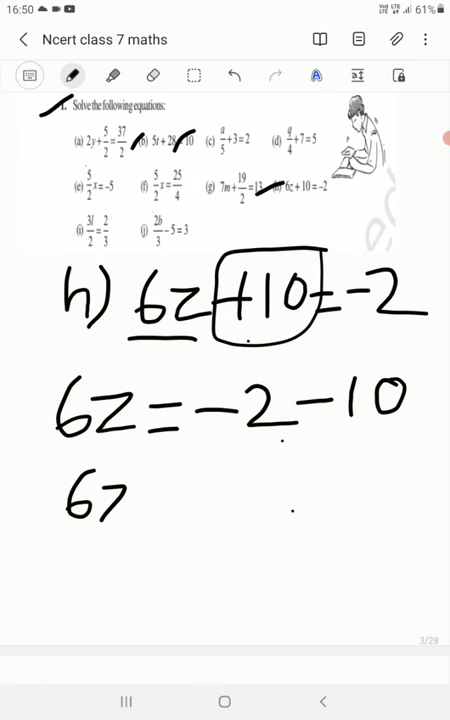 16:50 61%
Ncert class 7 maths
1. Solve the following equations:
(a) 2y + 5/2 = 37/2 (b) 5t + 28 = 10 (c) a/5 + 3 = 2 (d) q/4 + 7 = 5
(e) 5/2 x = -5 (f) 5/2 x = 25/4 (g) 7m + 19/2 = 13 (h) 6z + 10 = -2
(i) 3l/2 = 2/3 (j) 2b/3 - 5 = 3
h) 6z + 10 = -2
6z = -2 - 10
6z
3/28